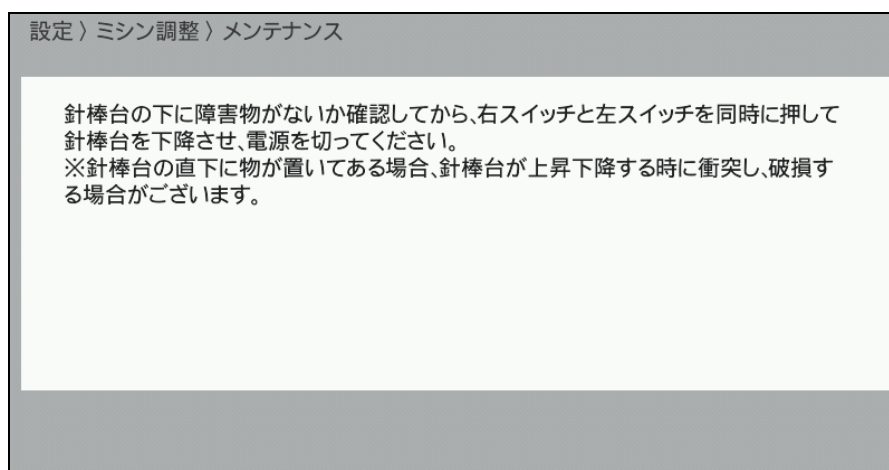 設定 〉 ミシン調整 〉 メンテナンス
針棒台の下に障害物がないか確認してから、右スイッチと左スイッチを同時に押して
針棒台を下降させ、電源を切ってください。
※針棒台の直下に物が置いてある場合、針棒台が上昇下降する時に衝突し、破損す
る場合がございます。